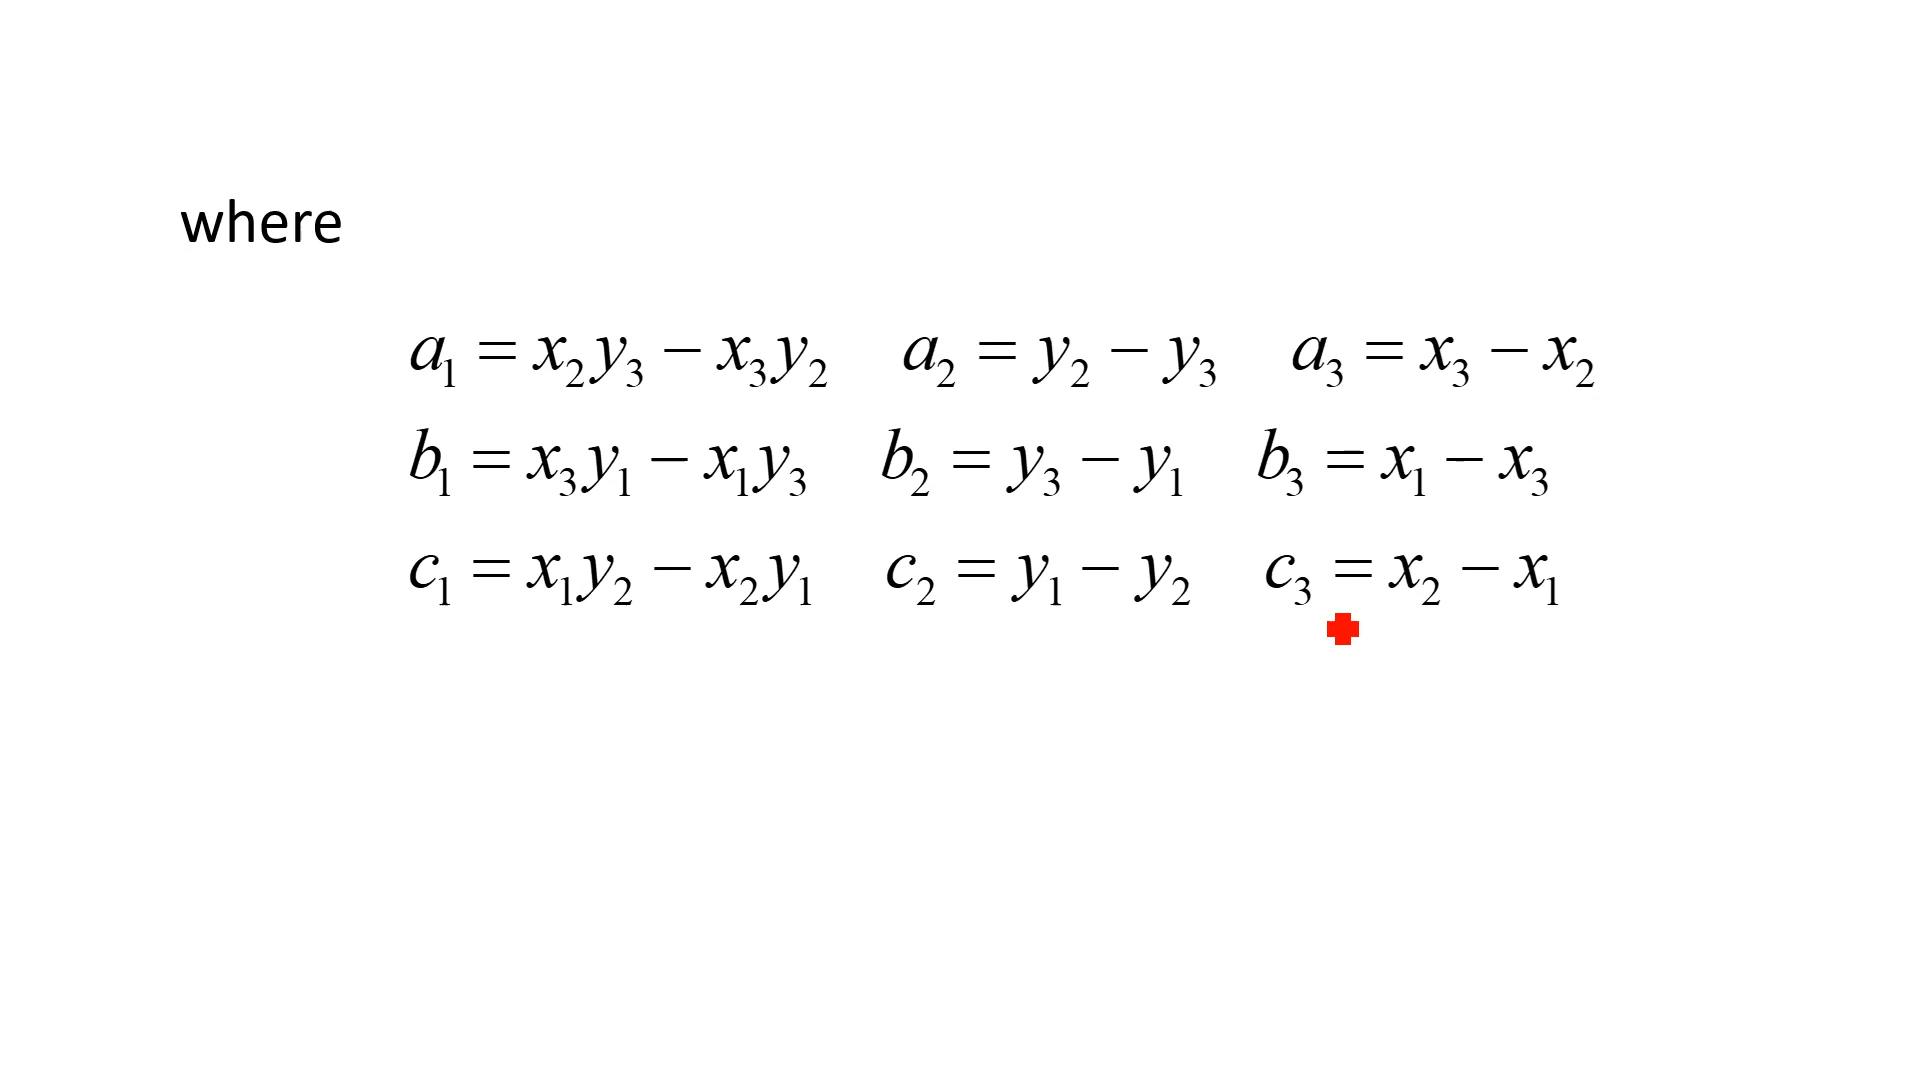 where
a₁ = x₂y₃ − x₃y₂ a₂ = y₂ − y₃ a₃ = x₃ − x₂
b₁ = x₃y₁ − x₁y₃ b₂ = y₃ − y₁ b₃ = x₁ − x₃
c₁ = x₁y₂ − x₂y₁ c₂ = y₁ − y₂ c₃ = x₂ − x₁